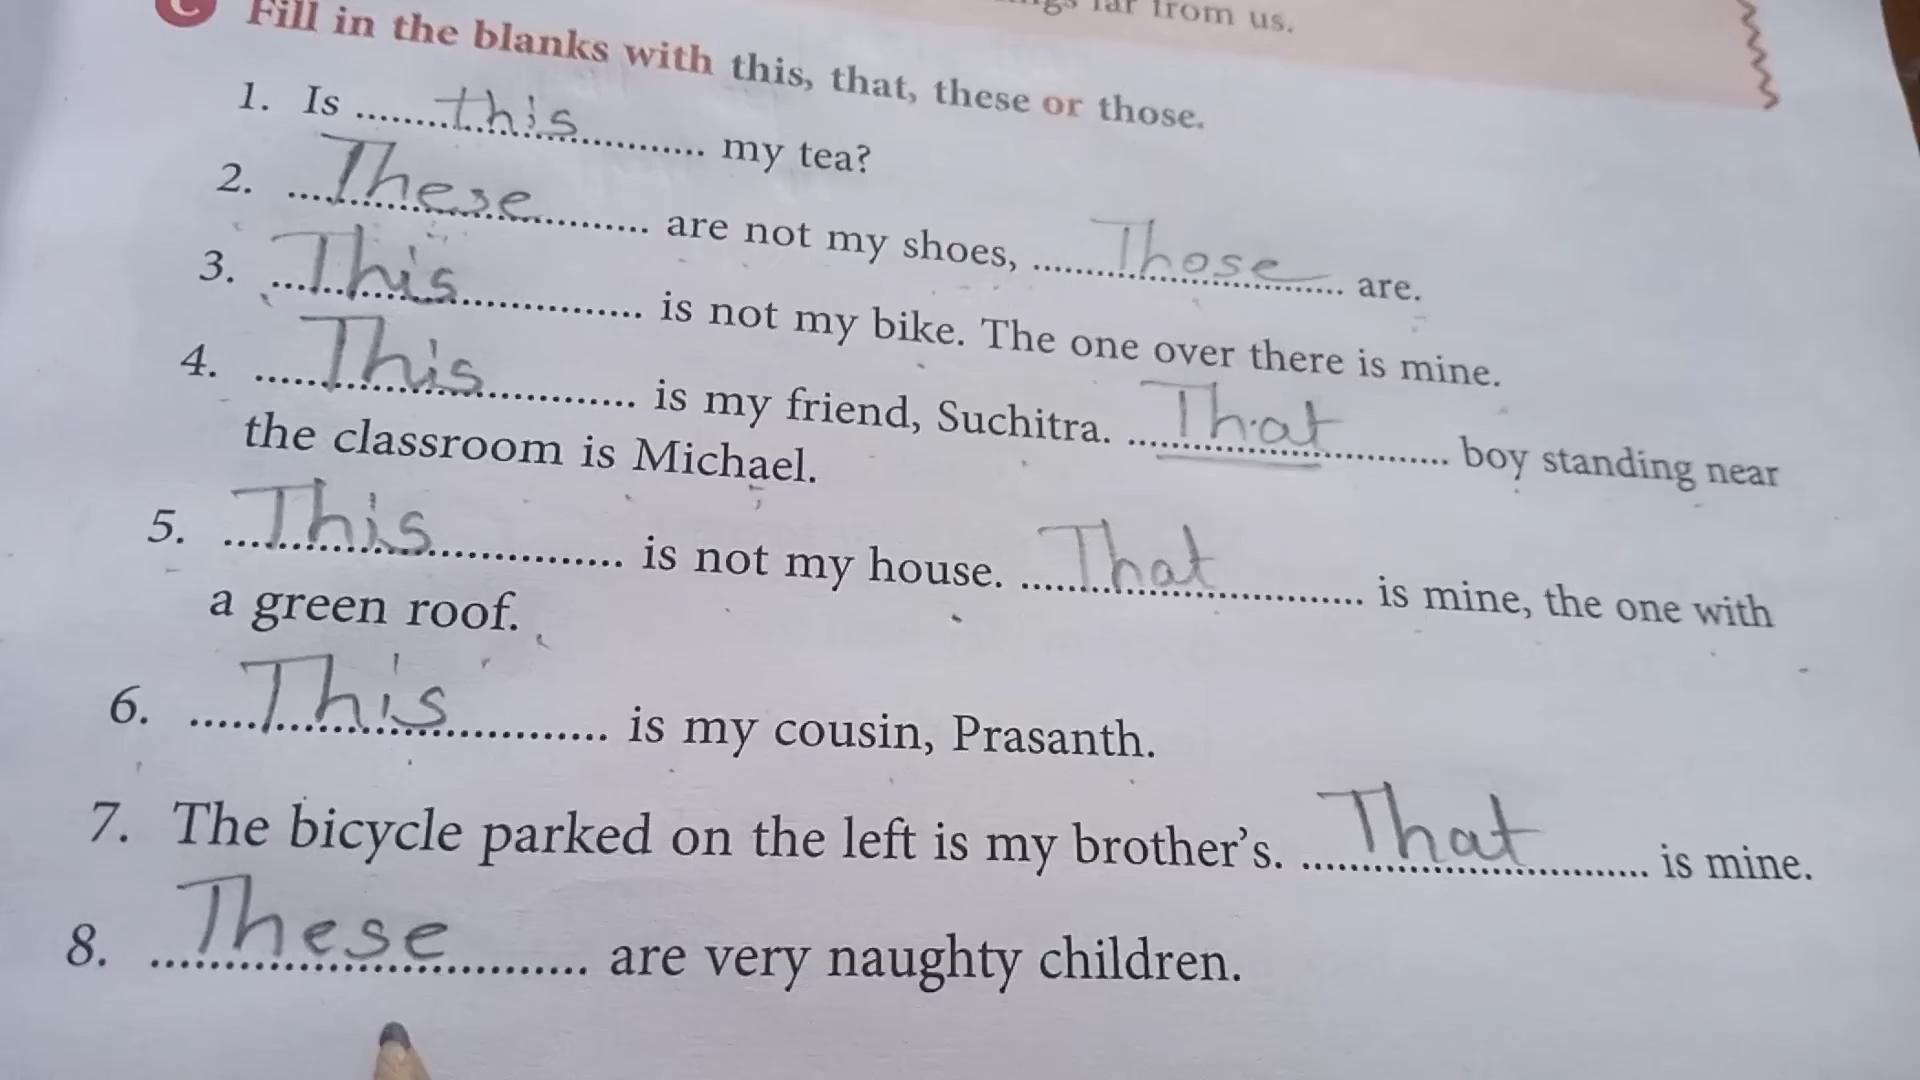 far from us.
C Fill in the blanks with this, that, these or those.
1. Is ........this............ my tea?
2. ....These............ are not my shoes, ........Those...... are.
3. ....This............ is not my bike. The one over there is mine.
4. ....This............ is my friend, Suchitra. ....That............ boy standing near
the classroom is Michael.
5. ....This............ is not my house. ....That............ is mine, the one with
a green roof.
6. ....This............ is my cousin, Prasanth.
7. The bicycle parked on the left is my brother's. ....That............ is mine.
8. ....These............ are very naughty children.